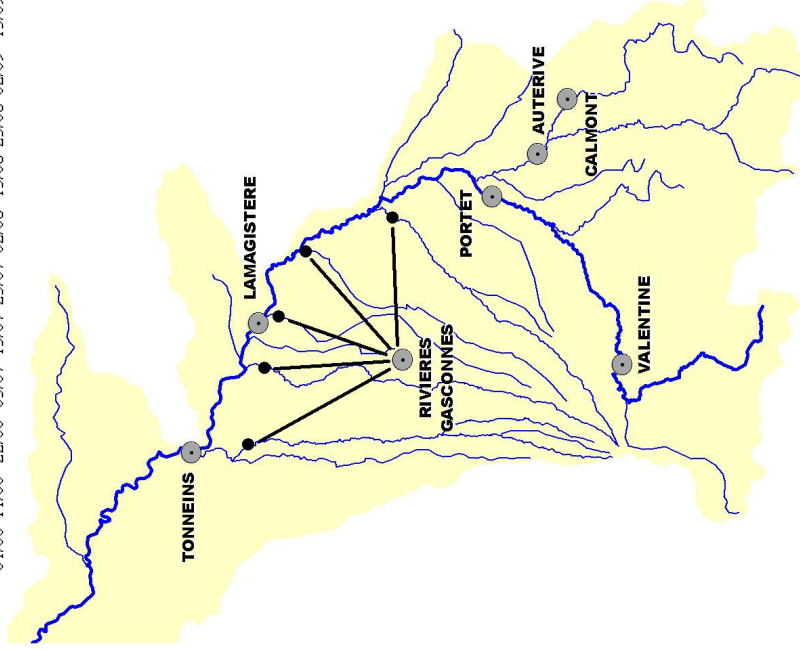 TONNEINS
LAMAGISTERE
RIVIERES
GASCONNES
PORTET
AUTERIVE
CALMONT
VALENTINE